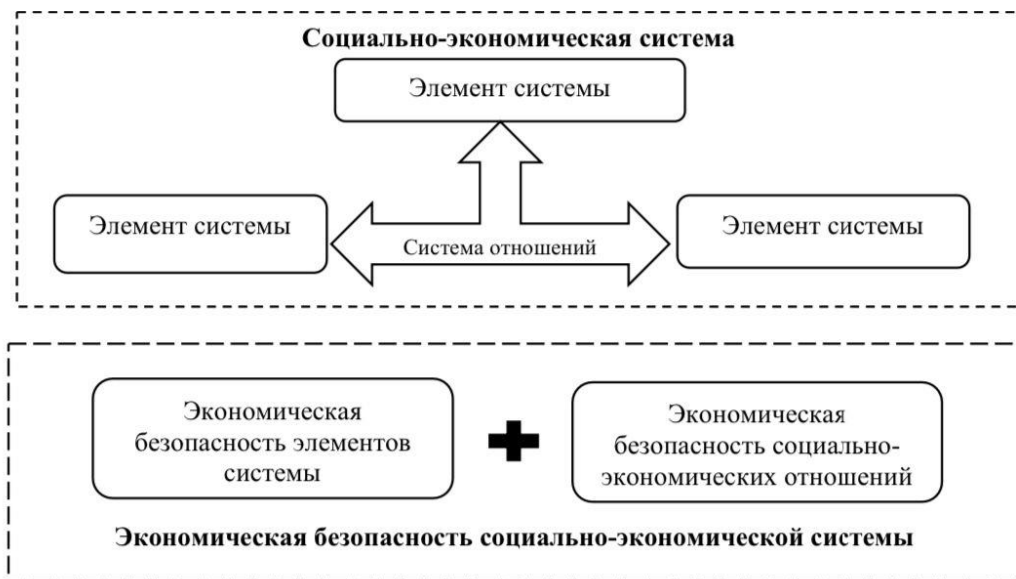 Социально-экономическая система
Элемент системы
Элемент системы
Элемент системы
Система отношений
Экономическая
безопасность элементов
системы
Экономическая
безопасность социально-
экономических отношений
Экономическая безопасность социально-экономической системы